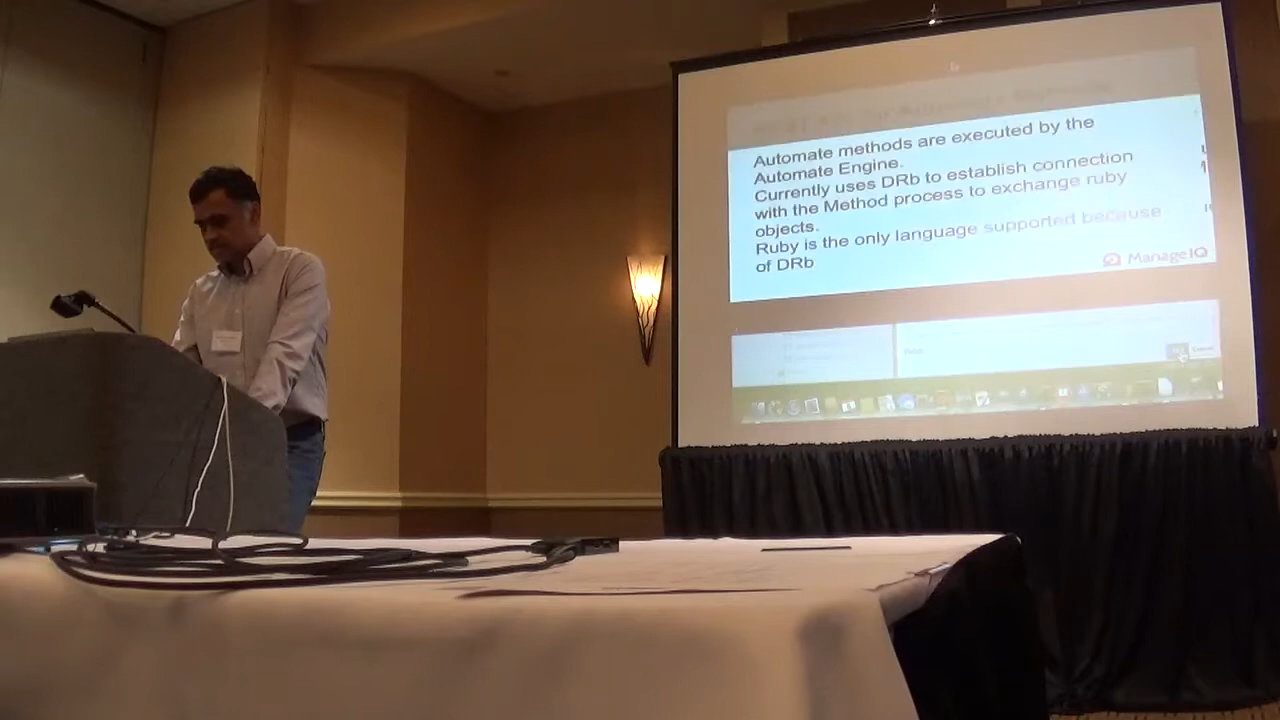 Automate methods are executed by the
Automate Engine.
Currently uses DRb to establish connection
with the Method process to exchange ruby
objects.
Ruby is the only language supported because
of DRb
ManageIQ